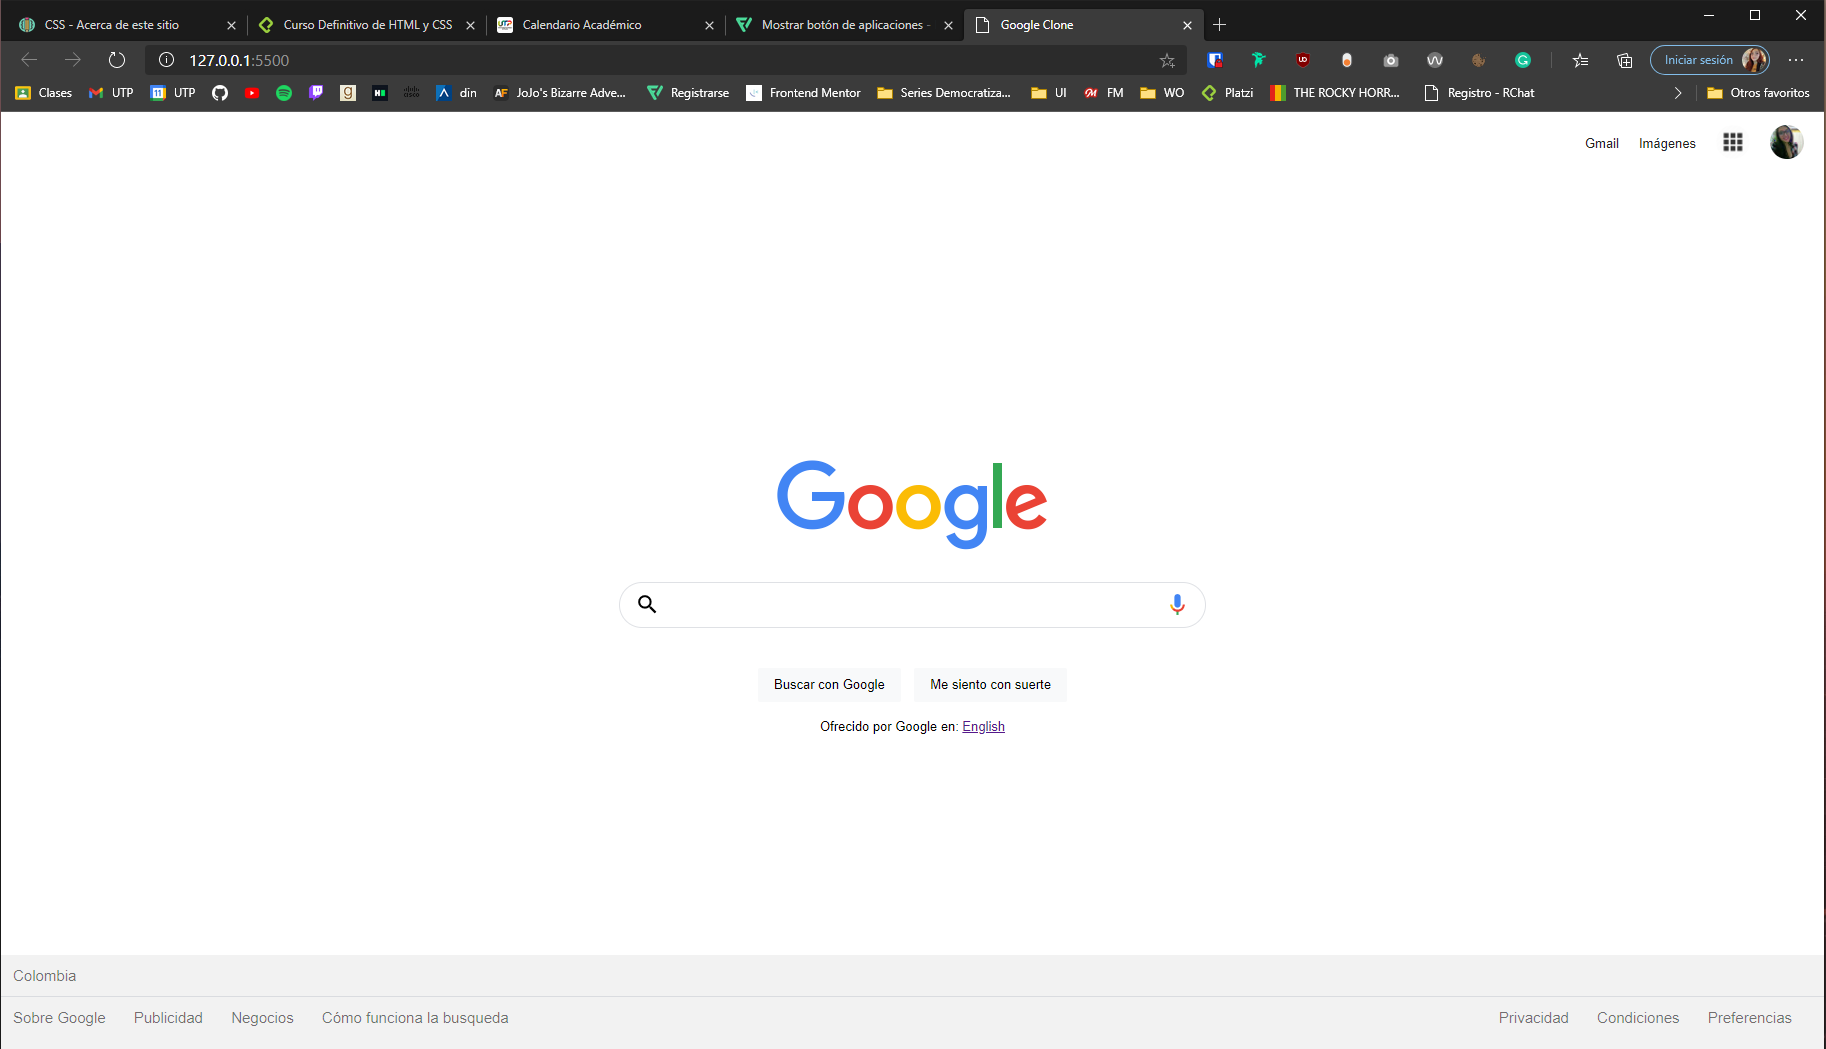 CSS - Acerca de este sitio
Curso Definitivo de HTML y CSS
Calendario Académico
Mostrar botón de aplicaciones -
Google Clone
127.0.0.1:5500
Iniciar sesión
Clases UTP UTP din JoJo's Bizarre Adve... Registrarse Frontend Mentor Series Democratiza... UI FM WO Platzi THE ROCKY HORR... Registro - RChat Otros favoritos
Gmail Imágenes
Google
Buscar con Google Me siento con suerte
Ofrecido por Google en: English
Colombia
Sobre Google Publicidad Negocios Cómo funciona la busqueda Privacidad Condiciones Preferencias